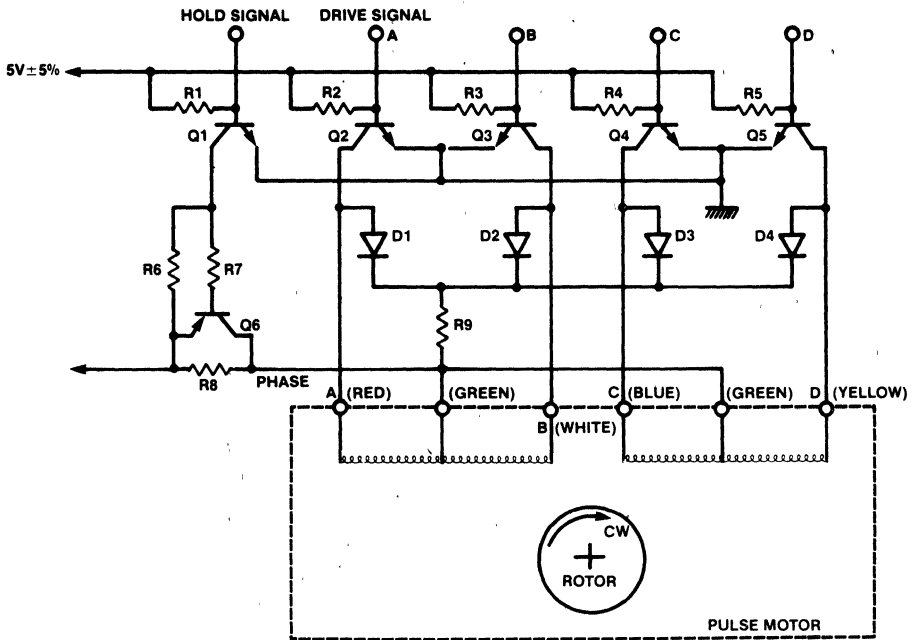 HOLD SIGNAL DRIVE SIGNAL
A B C D
5V±5%
R1 R2 R3 R4 R5
Q1 Q2 Q3 Q4 Q5
D1 D2 D3 D4
R6 R7
Q6 R9
R8 PHASE
A (RED) (GREEN) C (BLUE) (GREEN) D (YELLOW)
B (WHITE)
CW
ROTOR
PULSE MOTOR